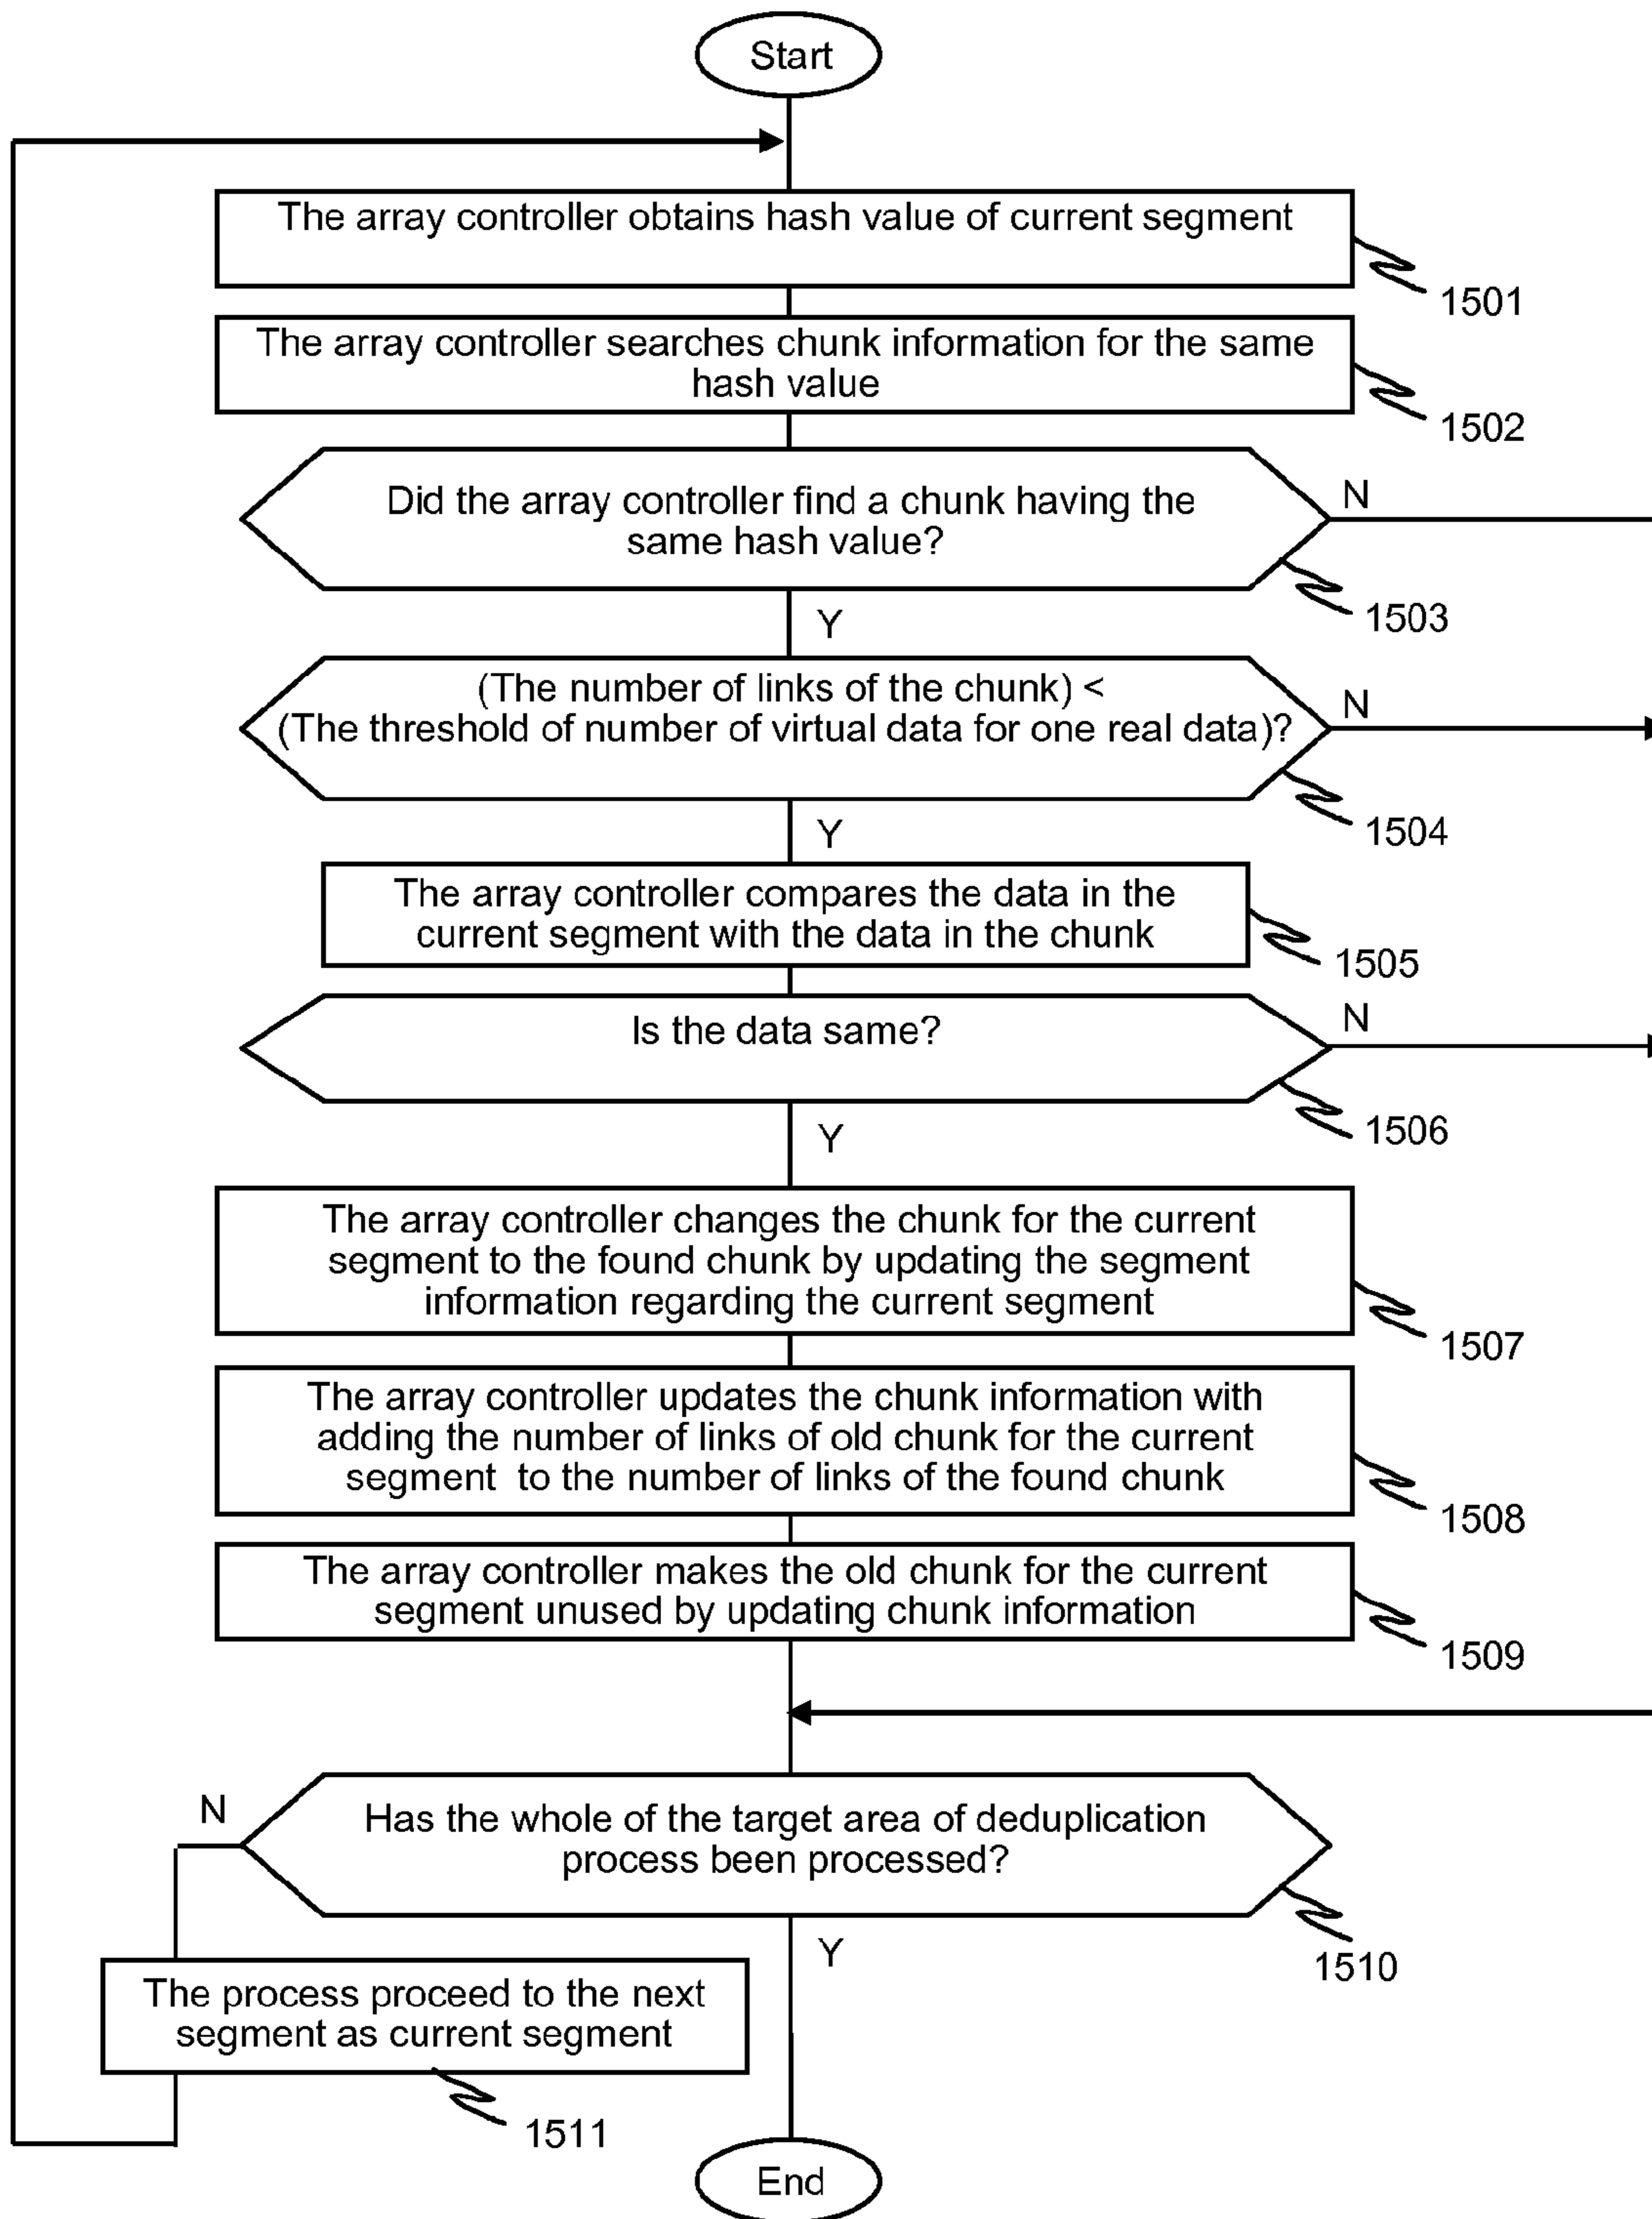 Start
The array controller obtains hash value of current segment
1501
The array controller searches chunk information for the same
hash value
1502
Did the array controller find a chunk having the
same hash value?
N
1503
Y
(The number of links of the chunk) <
(The threshold of number of virtual data for one real data)?
N
1504
Y
The array controller compares the data in the
current segment with the data in the chunk
1505
Is the data same?
N
1506
Y
The array controller changes the chunk for the current
segment to the found chunk by updating the segment
information regarding the current segment
1507
The array controller updates the chunk information with
adding the number of links of old chunk for the current
segment to the number of links of the found chunk
1508
The array controller makes the old chunk for the current
segment unused by updating chunk information
1509
N
Has the whole of the target area of deduplication
process been processed?
1510
Y
The process proceed to the next
segment as current segment
1511
End